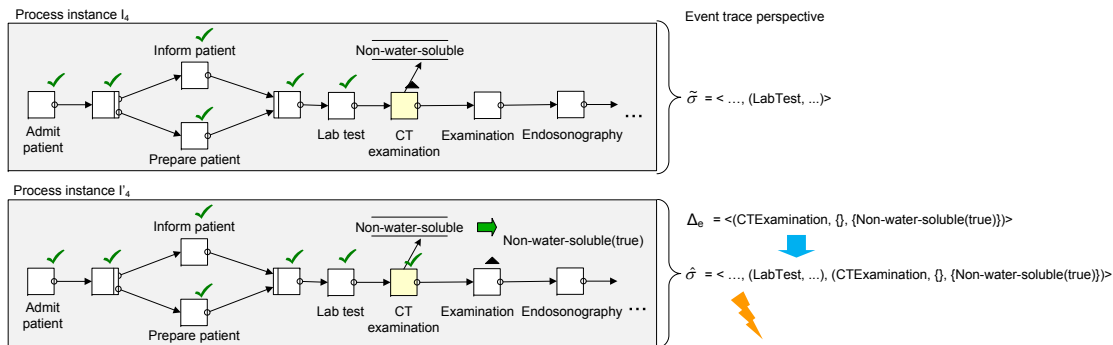 Process instance I₄
Event trace perspective
Inform patient
Non-water-soluble
Admit
patient
Prepare patient
Lab test
CT
examination
Examination
Endosonography
...
σ̃ = < ..., (LabTest, ...)>
Process instance I'₄
Inform patient
Non-water-soluble
Non-water-soluble(true)
Admit
patient
Prepare patient
Lab test
CT
examination
Examination
Endosonography
...
Δₑ = <(CTExamination, {}, {Non-water-soluble(true)})>
σ̂ = < ..., (LabTest, ...), (CTExamination, {}, {Non-water-soluble(true)})>